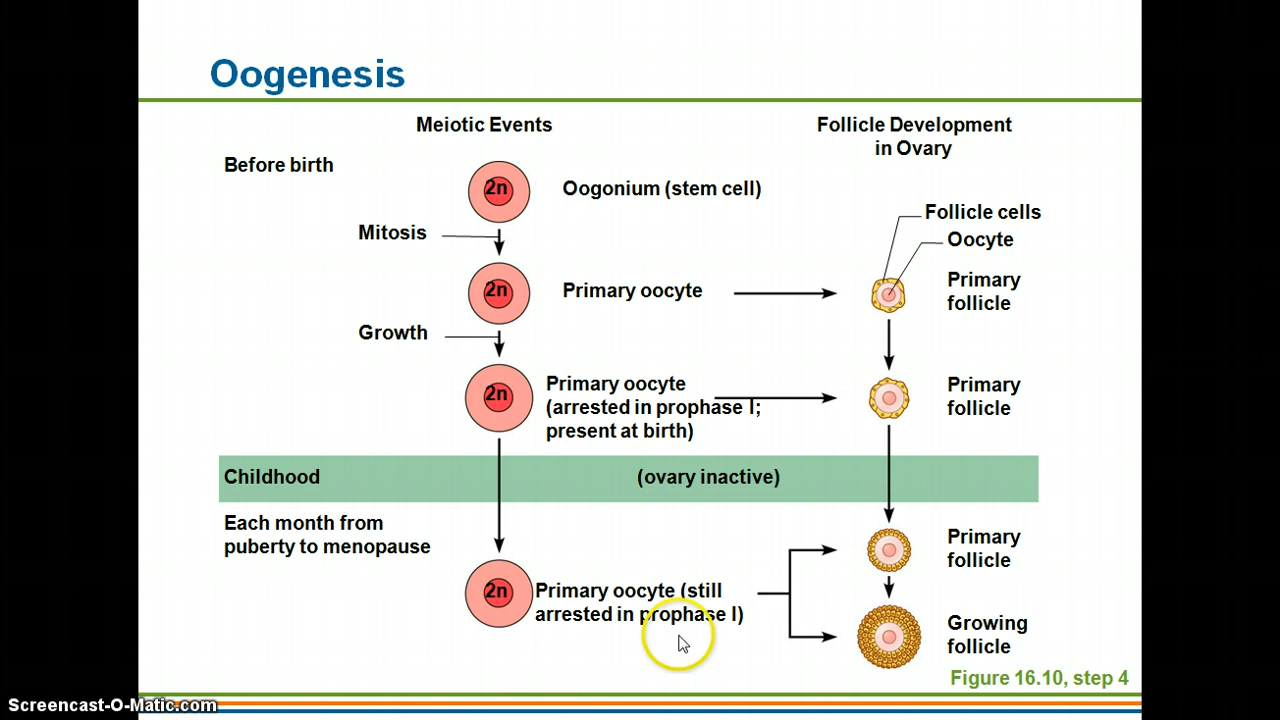 Oogenesis
Meiotic Events
Follicle Development
in Ovary
Before birth
2n
Oogonium (stem cell)
Follicle cells
Mitosis
Oocyte
2n
Primary oocyte
Primary
follicle
Growth
2n
Primary oocyte
(arrested in prophase I;
present at birth)
Primary
follicle
Childhood
(ovary inactive)
Each month from
puberty to menopause
Primary
follicle
2n
Primary oocyte (still
arrested in prophase I)
Growing
follicle
Figure 16.10, step 4
Screencast-O-Matic.com